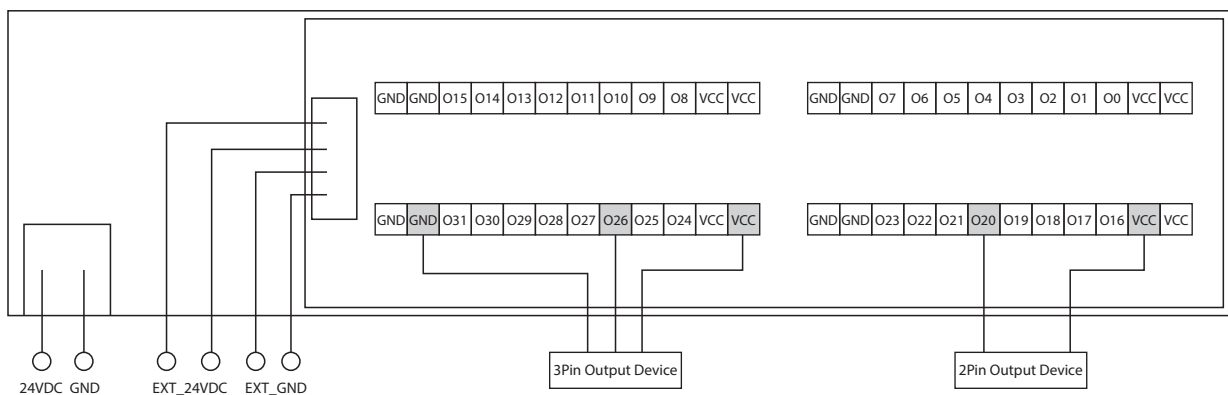 GND GND O15 O14 O13 O12 O11 O10 O9 O8 VCC VCC
GND GND O7 O6 O5 O4 O3 O2 O1 O0 VCC VCC
GND GND O31 O30 O29 O28 O27 O26 O25 O24 VCC VCC
GND GND O23 O22 O21 O20 O19 O18 O17 O16 VCC VCC
3Pin Output Device
2Pin Output Device
24VDC GND EXT_24VDC EXT_GND